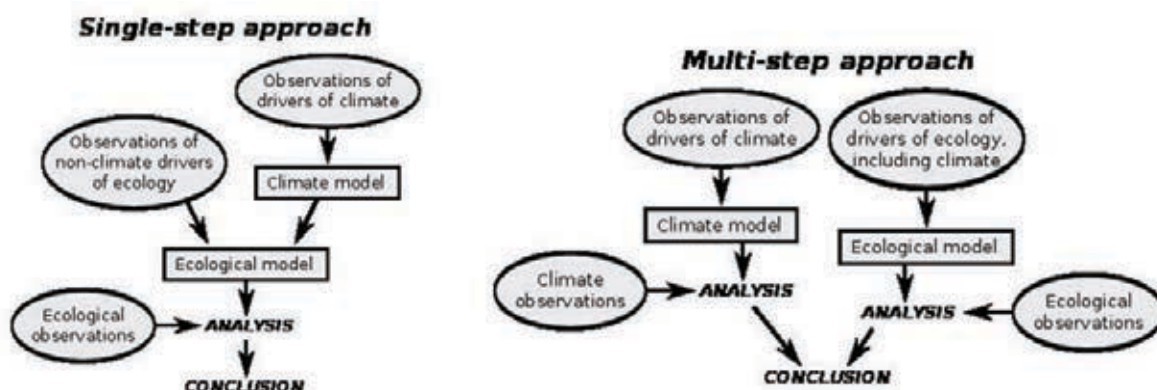 Single-step approach
Observations of
drivers of climate
Observations of
non-climate drivers
of ecology
Climate model
Ecological model
Ecological
observations
ANALYSIS
CONCLUSION
Multi-step approach
Observations of
drivers of climate
Observations of
drivers of ecology,
including climate
Climate model
Ecological model
Climate
observations
ANALYSIS
ANALYSIS
Ecological
observations
CONCLUSION